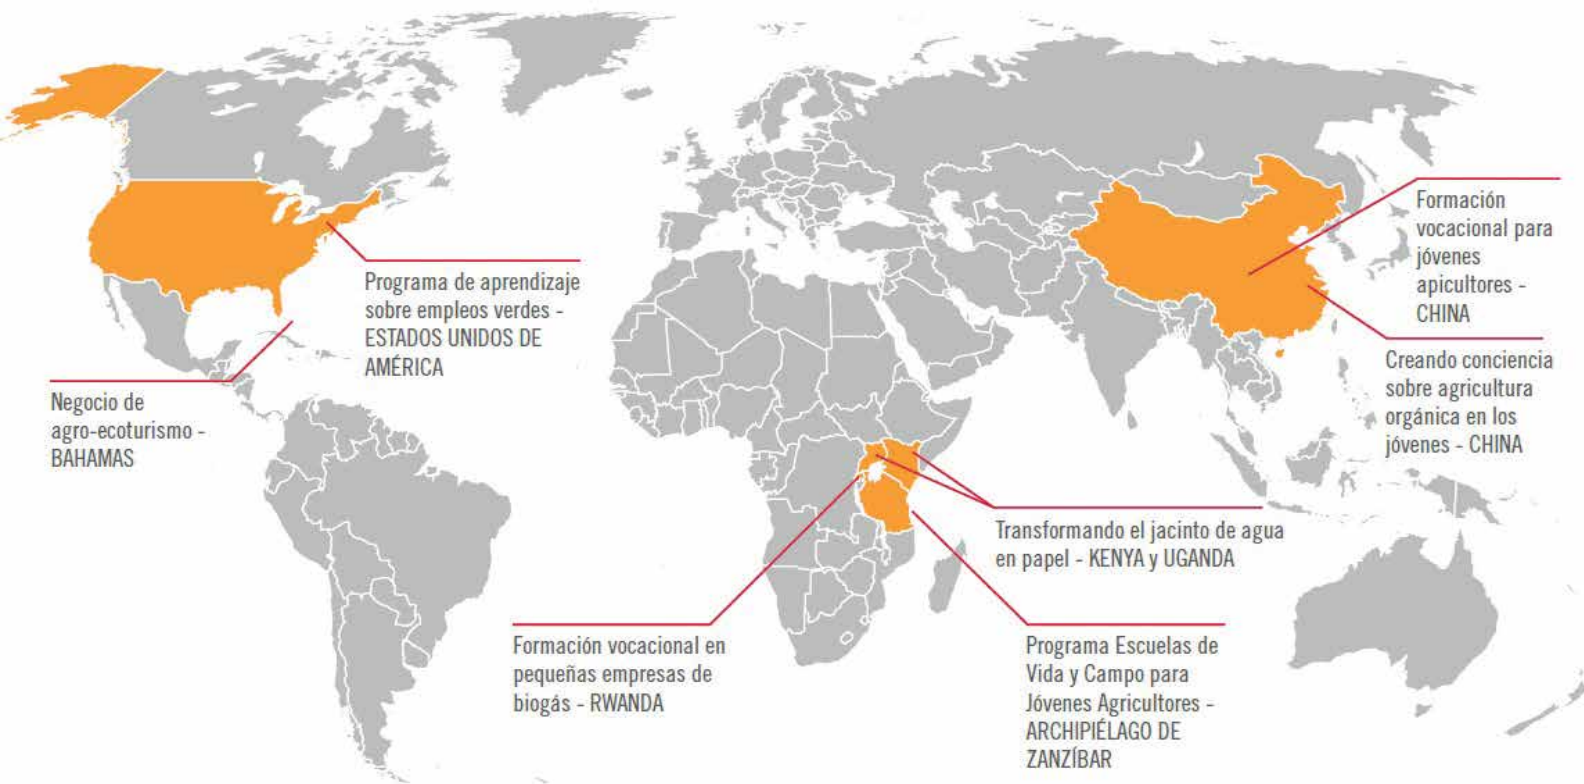 Programa de aprendizaje
sobre empleos verdes -
ESTADOS UNIDOS DE
AMÉRICA
Negocio de
agro-ecoturismo -
BAHAMAS
Formación
vocacional para
jóvenes
apicultores -
CHINA
Creando conciencia
sobre agricultura
orgánica en los
jóvenes - CHINA
Transformando el jacinto de agua
en papel - KENYA y UGANDA
Formación vocacional en
pequeñas empresas de
biogás - RWANDA
Programa Escuelas de
Vida y Campo para
Jóvenes Agricultores -
ARCHIPIÉLAGO DE
ZANZÍBAR